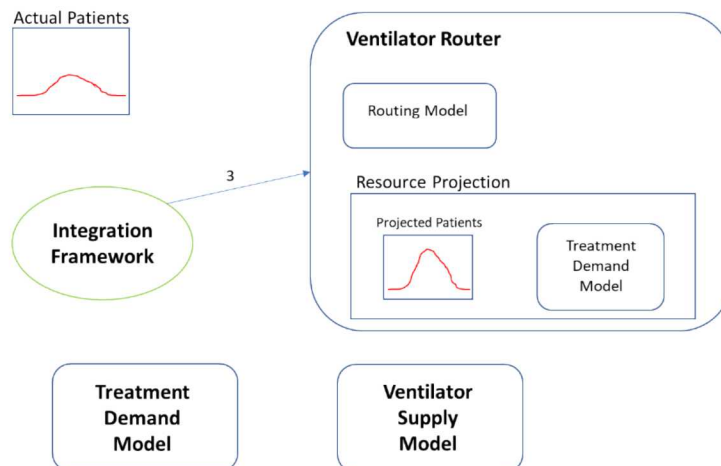 Actual Patients
Ventilator Router
Routing Model
3
Resource Projection
Integration
Framework
Projected Patients
Treatment
Demand
Model
Treatment
Demand
Model
Ventilator
Supply
Model